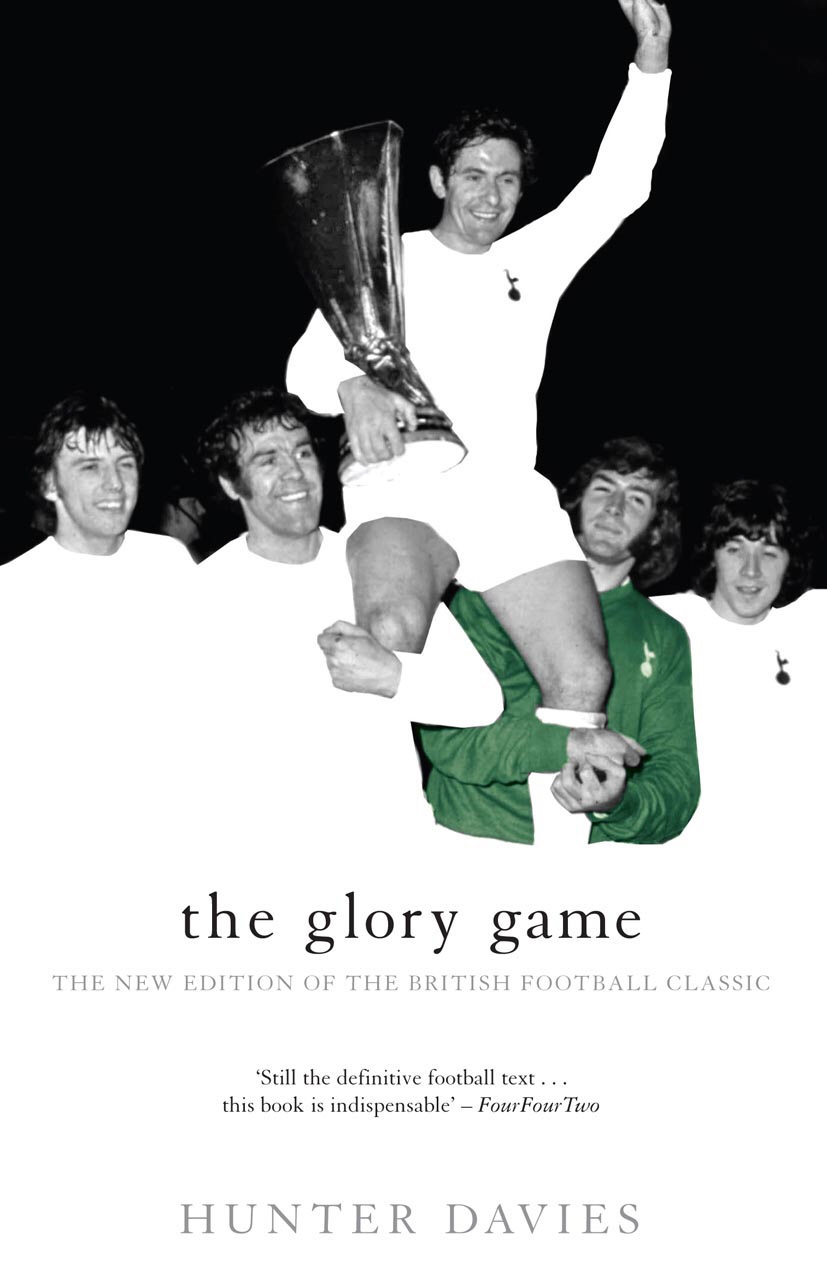 the glory game
THE NEW EDITION OF THE BRITISH FOOTBALL CLASSIC
‘Still the definitive football text . . .
this book is indispensable’ – FourFourTwo
HUNTER DAVIES